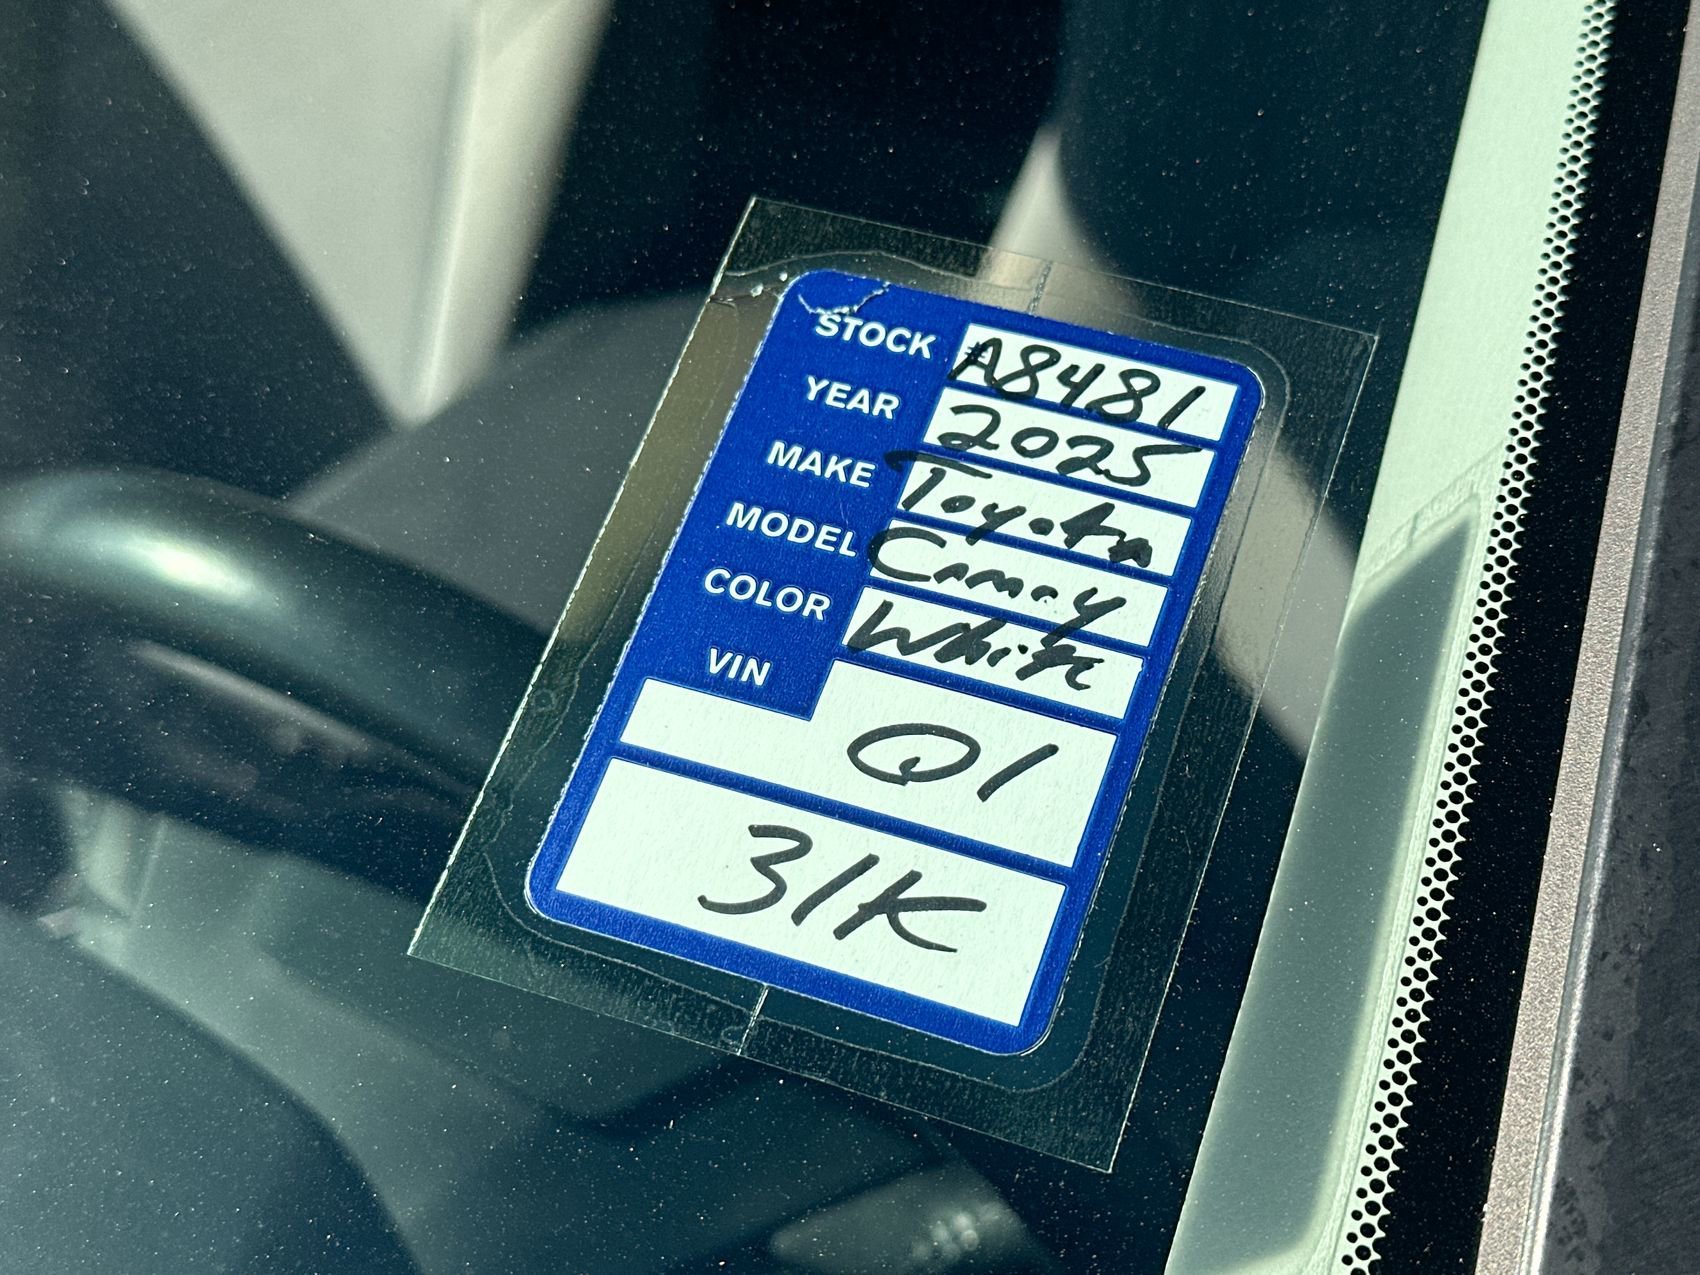 STOCK # A8481
YEAR 2025
MAKE Toyota
MODEL Camry
COLOR White
VIN Q1
31K